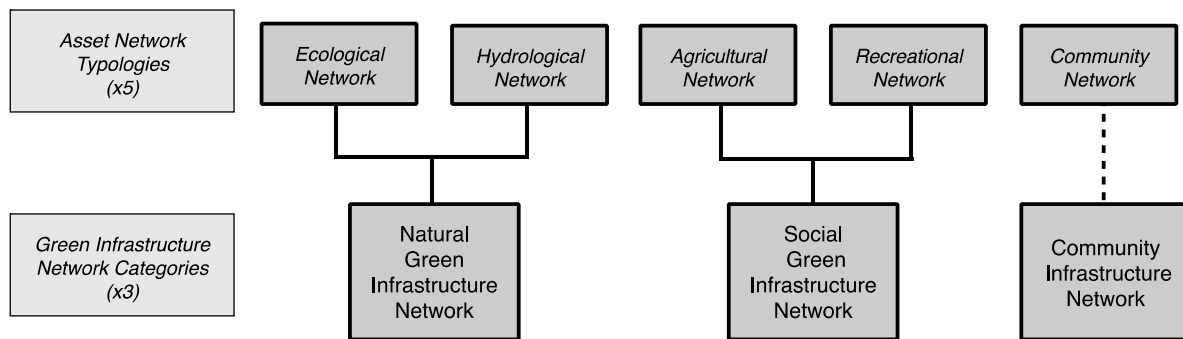 Asset Network
Typologies
(x5)
Ecological
Network
Hydrological
Network
Agricultural
Network
Recreational
Network
Community
Network
Green Infrastructure
Network Categories
(x3)
Natural
Green
Infrastructure
Network
Social
Green
Infrastructure
Network
Community
Infrastructure
Network